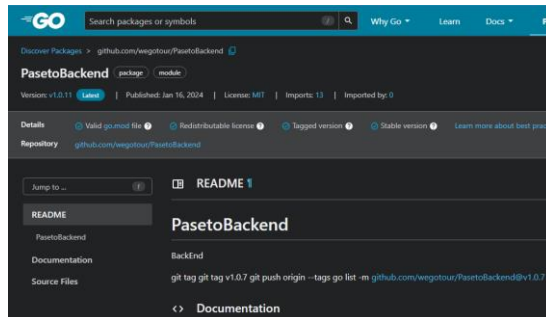 GO
Search packages or symbols
/
Why Go
Learn
Docs
Discover Packages > github.com/wegotour/PasetoBackend
PasetoBackend package module
Version: v1.0.11 Latest | Published: Jan 16, 2024 | License: MIT | Imports: 13 | Imported by: 0
Details
Valid go.mod file
Redistributable license
Tagged version
Stable version
Learn more about best
Repository
github.com/wegotour/PasetoBackend
Jump to ...
README
PasetoBackend
Documentation
Source Files
README ¶
PasetoBackend
BackEnd
git tag git tag v1.0.7 git push origin --tags go list -m github.com/wegotour/PasetoBackend@v1.0.7
<> Documentation